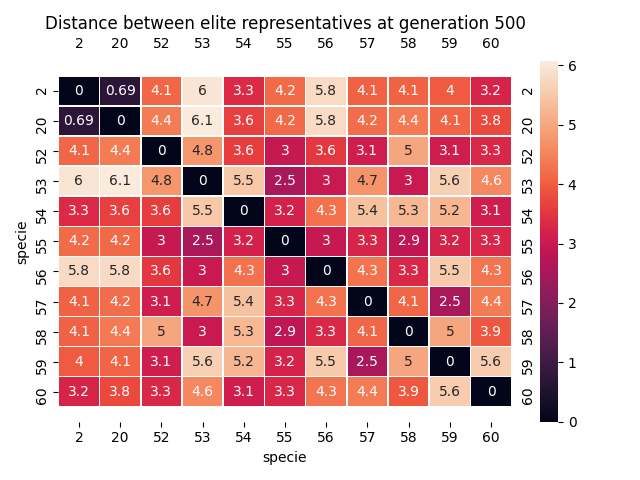 Distance between elite representatives at generation 500
2 20 52 53 54 55 56 57 58 59 60
2 0 0.69 4.1 6 3.3 4.2 5.8 4.1 4.1 4 3.2 2
20 0.69 0 4.4 6.1 3.6 4.2 5.8 4.2 4.4 4.1 3.8 20
52 4.1 4.4 0 4.8 3.6 3 3.6 3.1 5 3.1 3.3 52
53 6 6.1 4.8 0 5.5 2.5 3 4.7 3 5.6 4.6 53
54 3.3 3.6 3.6 5.5 0 3.2 4.3 5.4 5.3 5.2 3.1 54
55 4.2 4.2 3 2.5 3.2 0 3 3.3 2.9 3.2 3.3 55
56 5.8 5.8 3.6 3 4.3 3 0 4.3 3.3 5.5 4.3 56
57 4.1 4.2 3.1 4.7 5.4 3.3 4.3 0 4.1 2.5 4.4 57
58 4.1 4.4 5 3 5.3 2.9 3.3 4.1 0 5 3.9 58
59 4 4.1 3.1 5.6 5.2 3.2 5.5 2.5 5 0 5.6 59
60 3.2 3.8 3.3 4.6 3.1 3.3 4.3 4.4 3.9 5.6 0 60
2 20 52 53 54 55 56 57 58 59 60
specie
specie
6
5
4
3
2
1
0